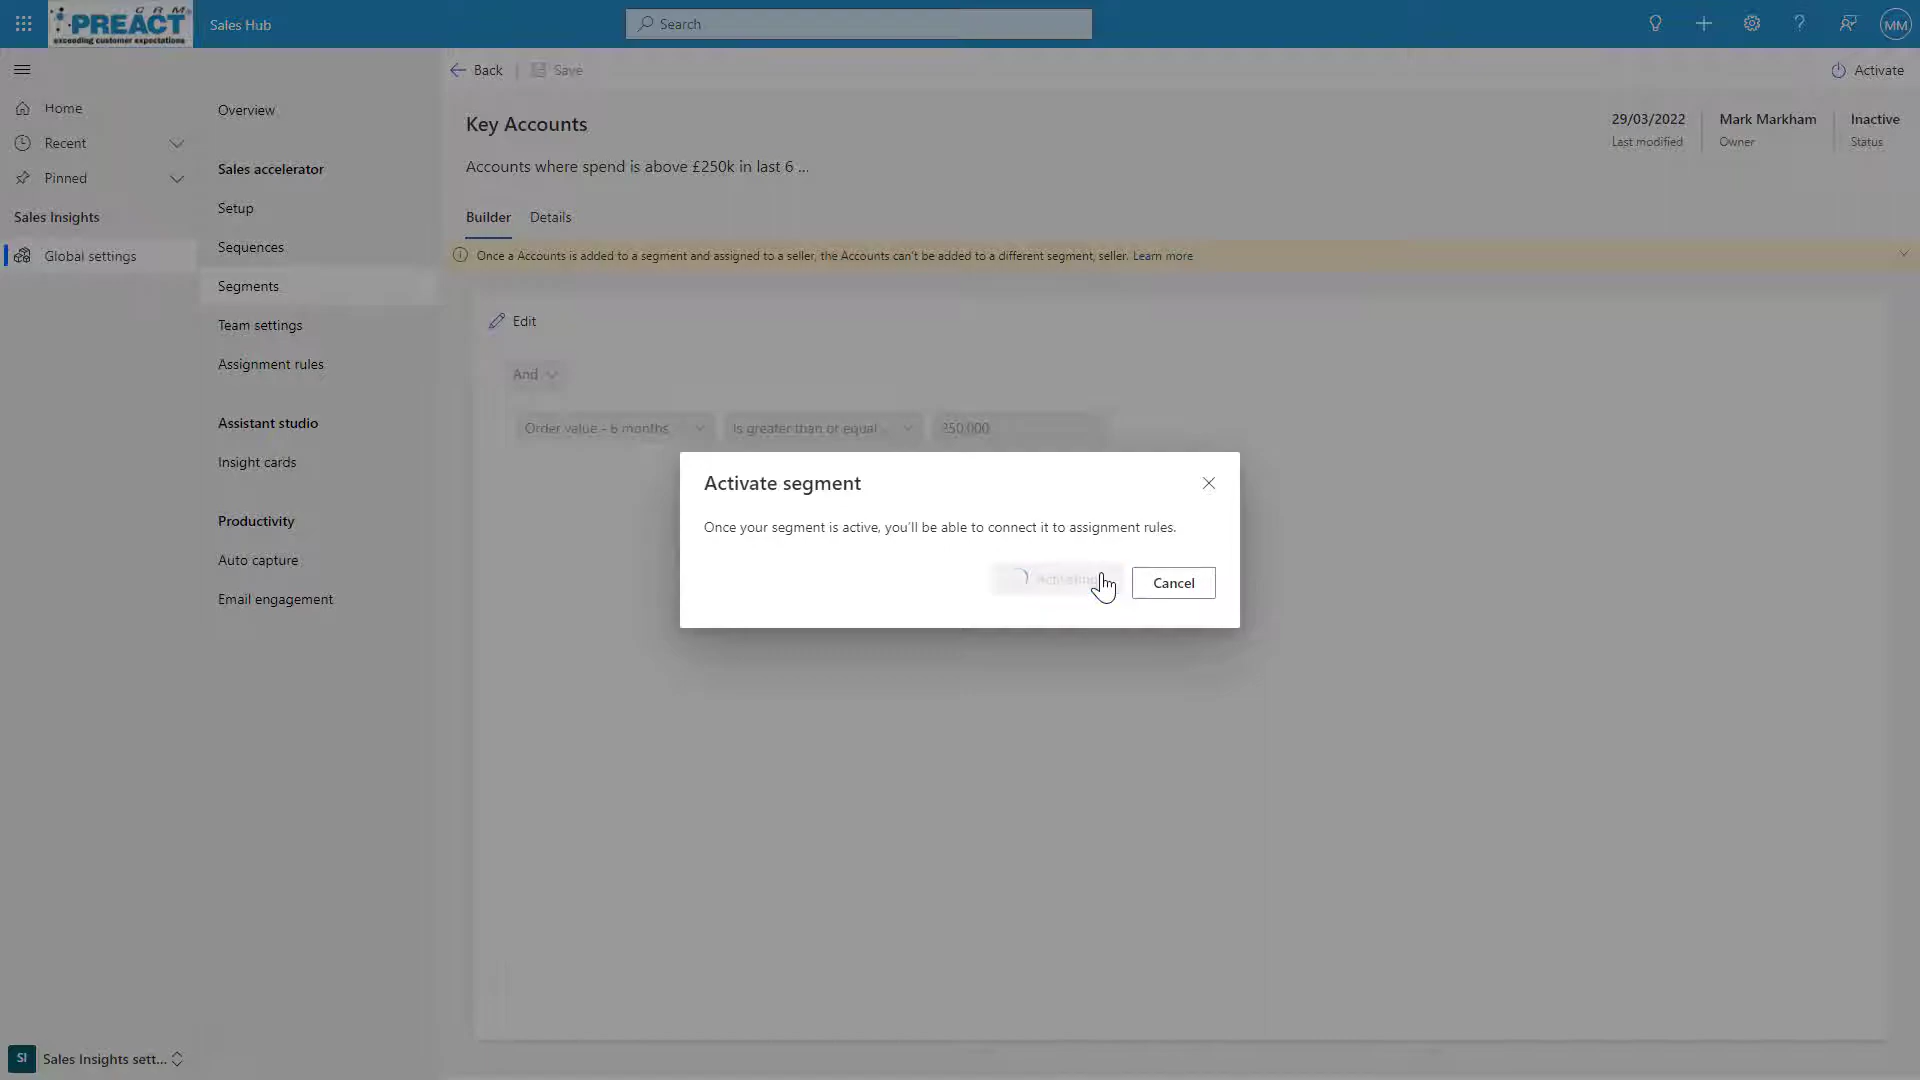 CRM
PREACT
exceeding customer expectations
Sales Hub
Search
MM
Home
Recent
Pinned
Sales Insights
Global settings
Overview
Sales accelerator
Setup
Sequences
Segments
Team settings
Assignment rules
Assistant studio
Insight cards
Productivity
Auto capture
Email engagement
Back
Save
Activate
Key Accounts
Accounts where spend is above £250k in last 6 ...
29/03/2022
Last modified
Mark Markham
Owner
Inactive
Status
Builder
Details
Once a Accounts is added to a segment and assigned to a seller, the Accounts can't be added to a different segment, seller. Learn more
Edit
And
Order value - 6 months
Is greater than or equal
250,000
Activate segment
Once your segment is active, you'll be able to connect it to assignment rules.
Cancel
SI
Sales Insights sett...